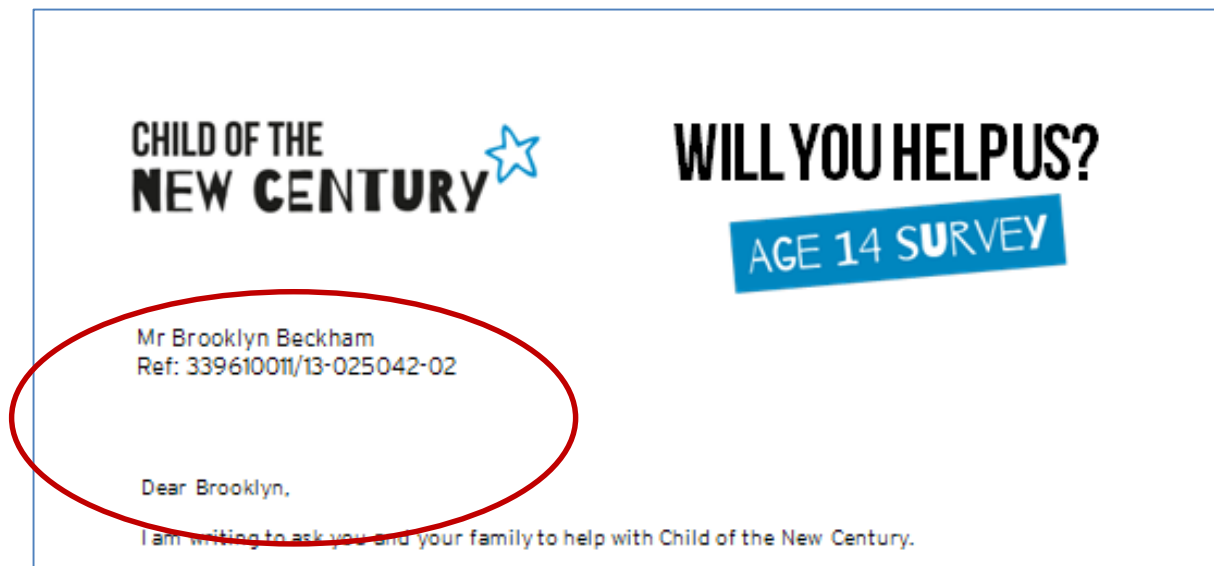 CHILD OF THE
NEW CENTURY
WILL YOU HELP US?
AGE 14 SURVEY
Mr Brooklyn Beckham
Ref: 339610011/13-025042-02
Dear Brooklyn,
I am writing to ask you and your family to help with Child of the New Century.